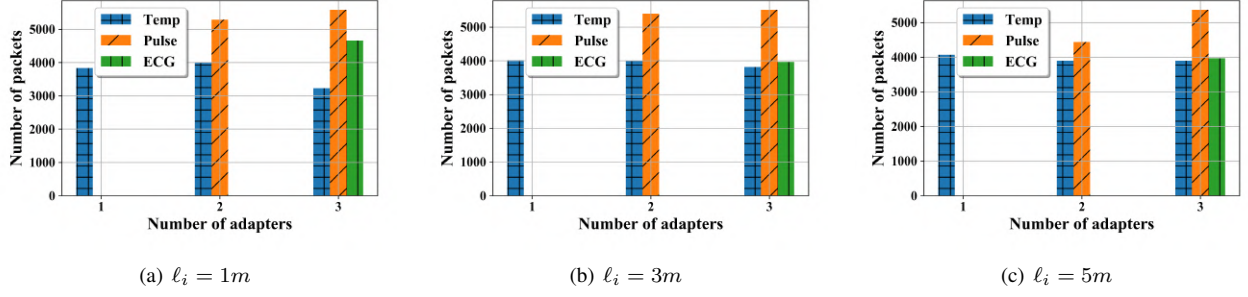 Number of packets
5000
4000
3000
2000
1000
0
Temp
Pulse
ECG
1 2 3
Number of adapters
(a) ℓi = 1m
Number of packets
5000
4000
3000
2000
1000
0
Temp
Pulse
ECG
1 2 3
Number of adapters
(b) ℓi = 3m
Number of packets
5000
4000
3000
2000
1000
0
Temp
Pulse
ECG
1 2 3
Number of adapters
(c) ℓi = 5m